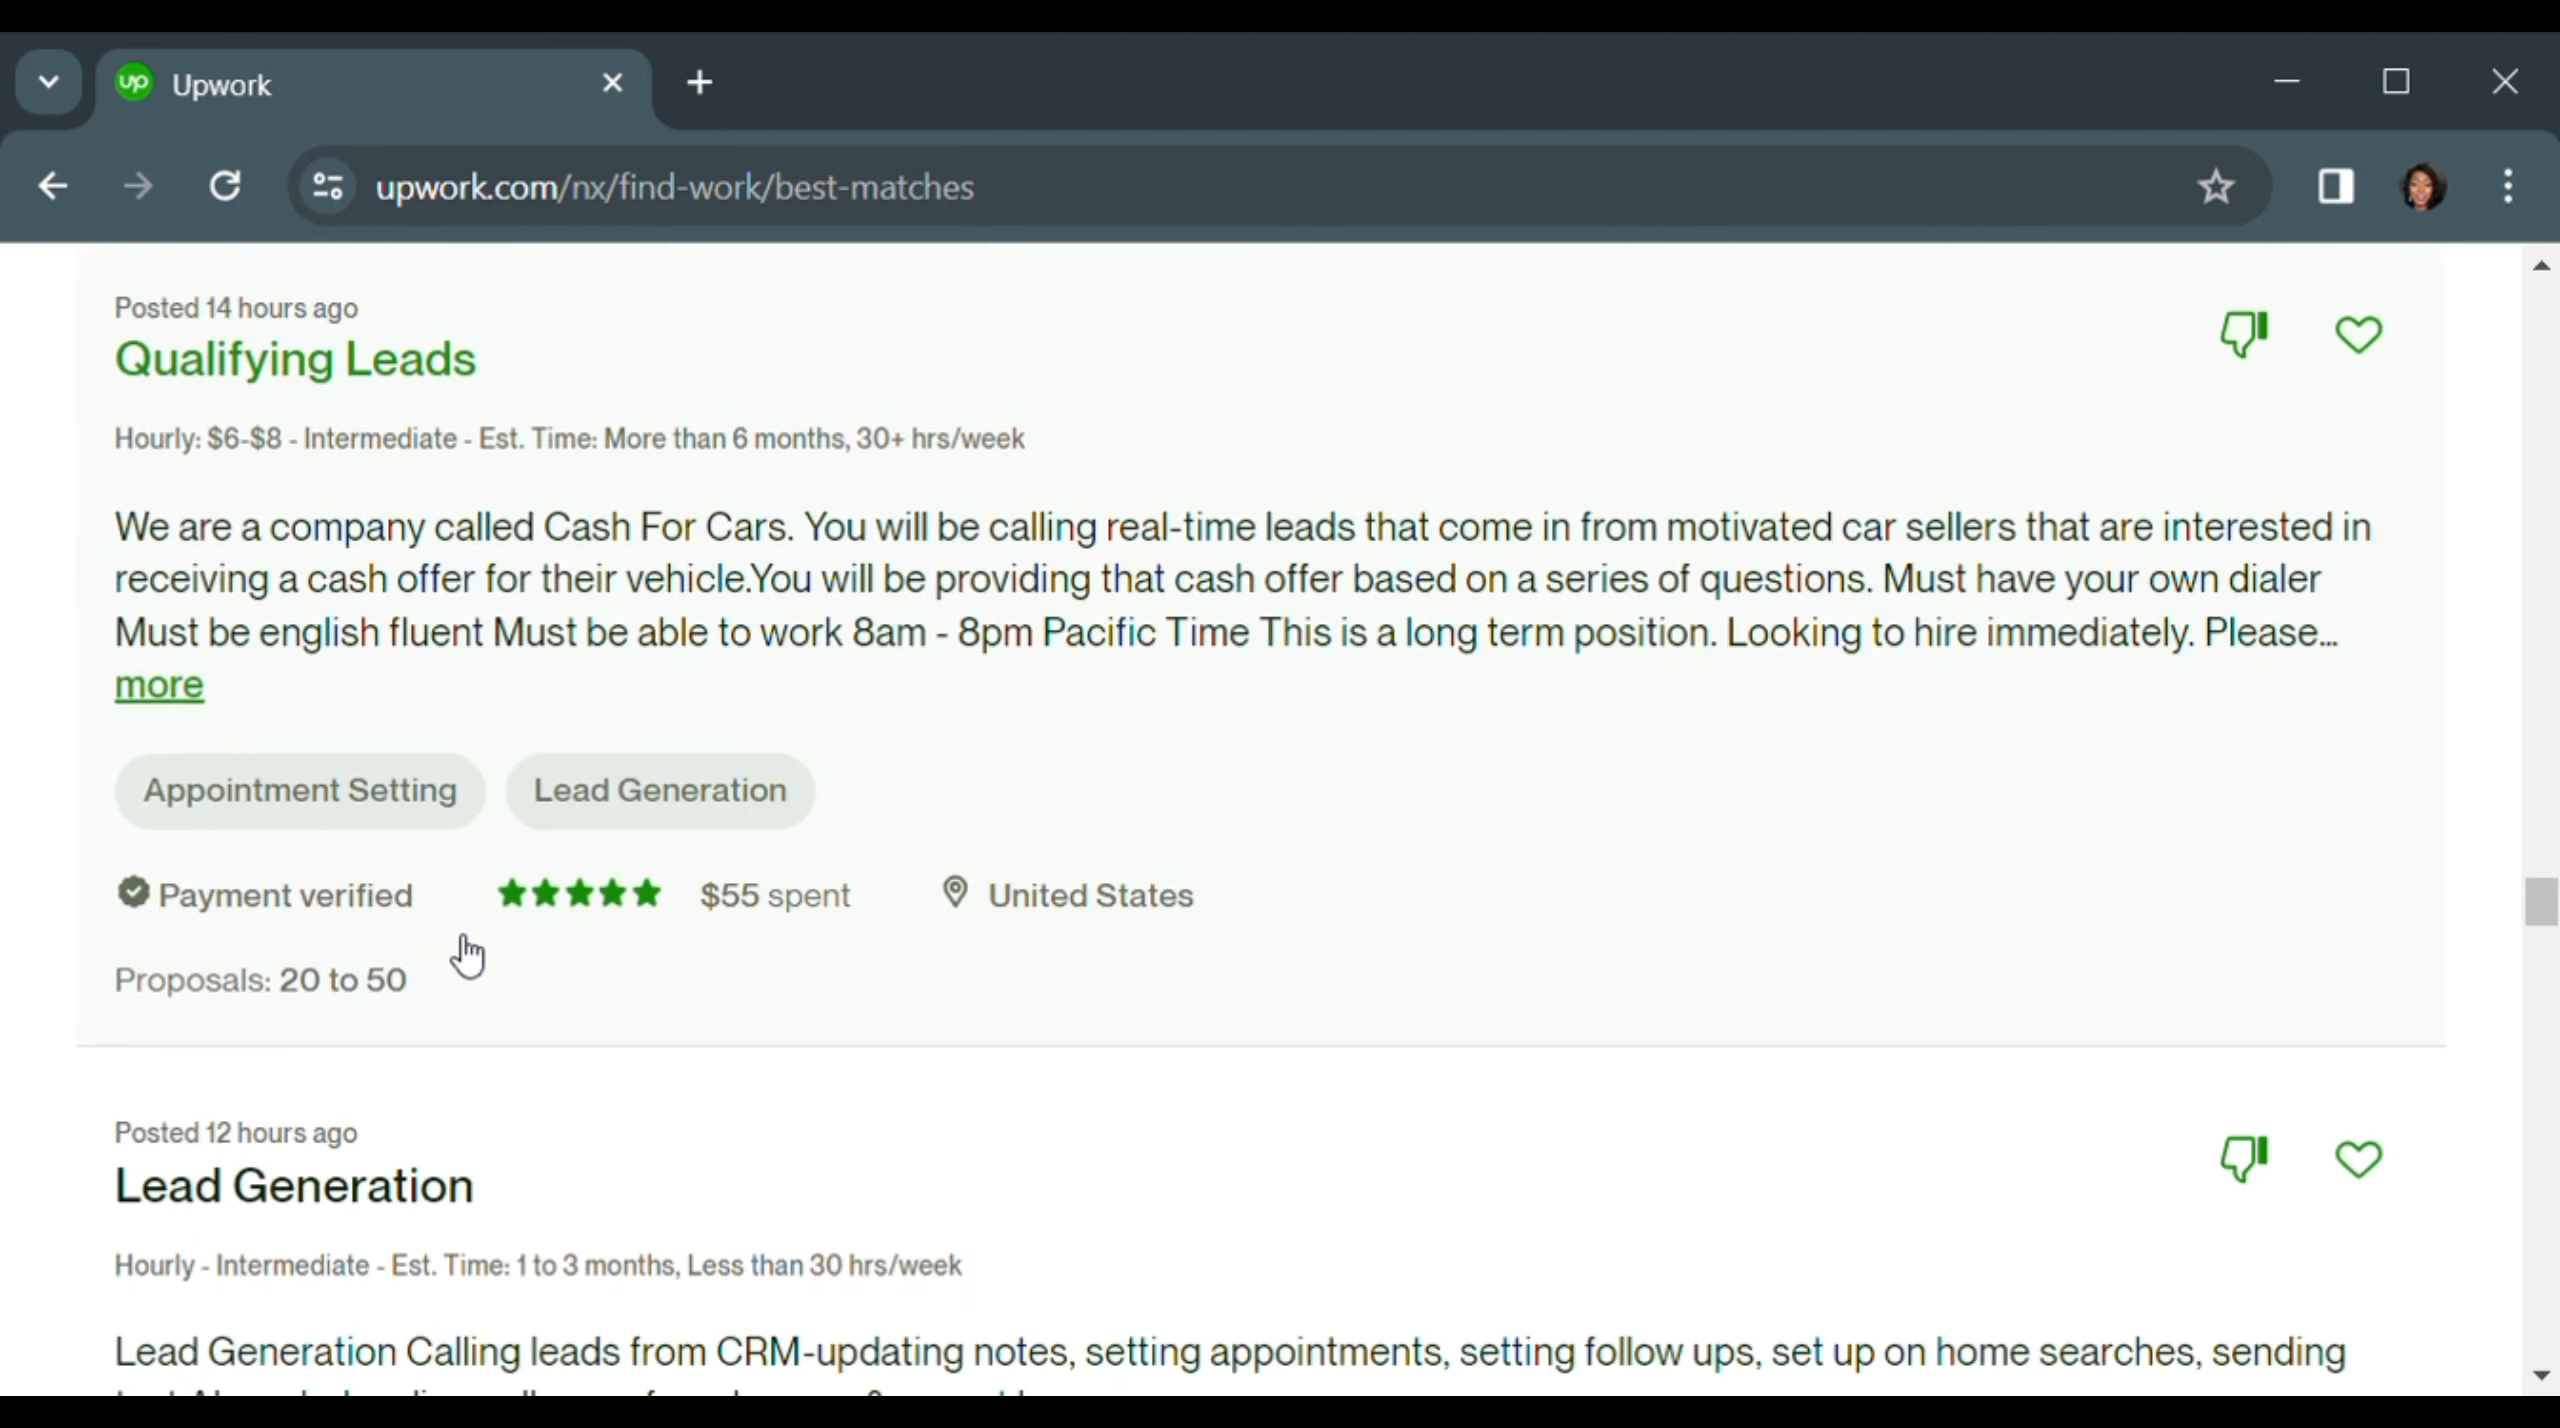 up Upwork
upwork.com/nx/find-work/best-matches
Posted 14 hours ago
Qualifying Leads
Hourly: $6-$8 - Intermediate - Est. Time: More than 6 months, 30+ hrs/week
We are a company called Cash For Cars. You will be calling real-time leads that come in from motivated car sellers that are interested in
receiving a cash offer for their vehicle.You will be providing that cash offer based on a series of questions. Must have your own dialer
Must be english fluent Must be able to work 8am - 8pm Pacific Time This is a long term position. Looking to hire immediately. Please...
more
Appointment Setting Lead Generation
Payment verified $55 spent United States
Proposals: 20 to 50
Posted 12 hours ago
Lead Generation
Hourly - Intermediate - Est. Time: 1 to 3 months, Less than 30 hrs/week
Lead Generation Calling leads from CRM-updating notes, setting appointments, setting follow ups, set up on home searches, sending